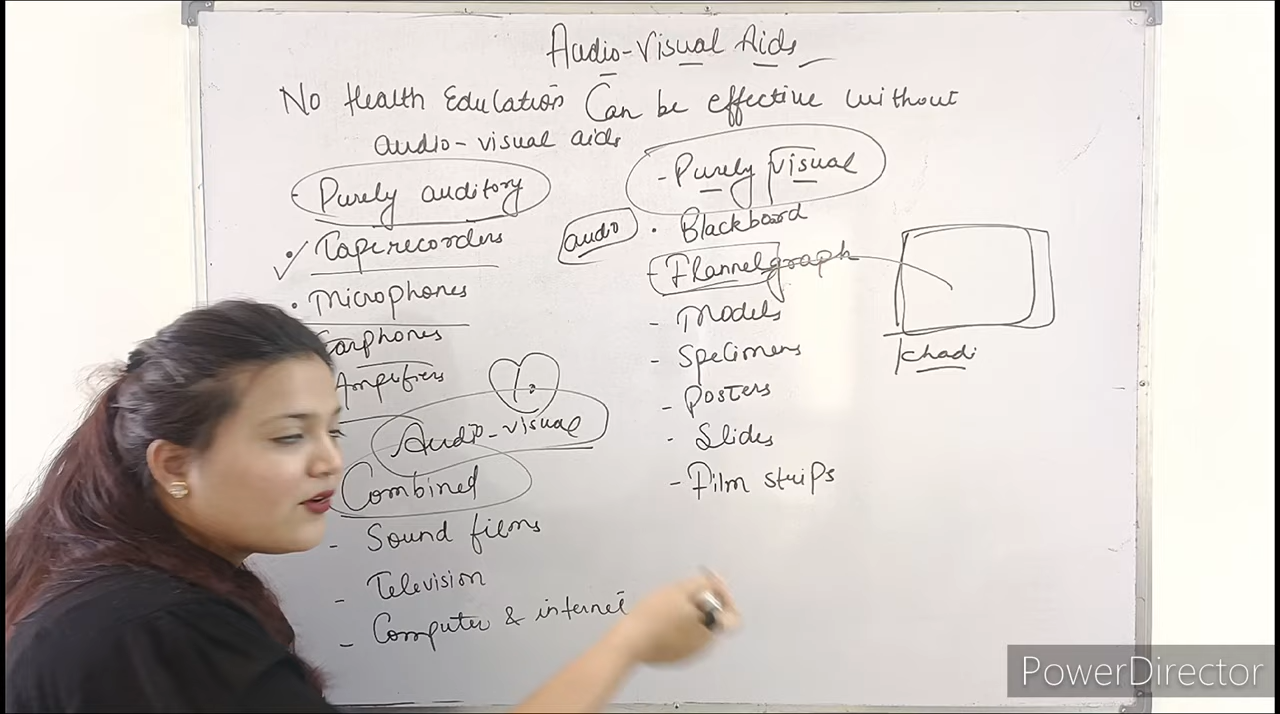 Audio-Visual Aids
No Health Education Can be effective without
audio-visual aids
- Purely auditory
• Taperecorders
• Microphones
Earphones
Amplifiers
Audio-visual
Combined
- Sound films
- Television
- Computer & internet
- Purely visual
audio
• Blackboard
- Flannelgraph
- Models
- Specimens
- Posters
- Slides
- Film strips
Khadi
PowerDirector